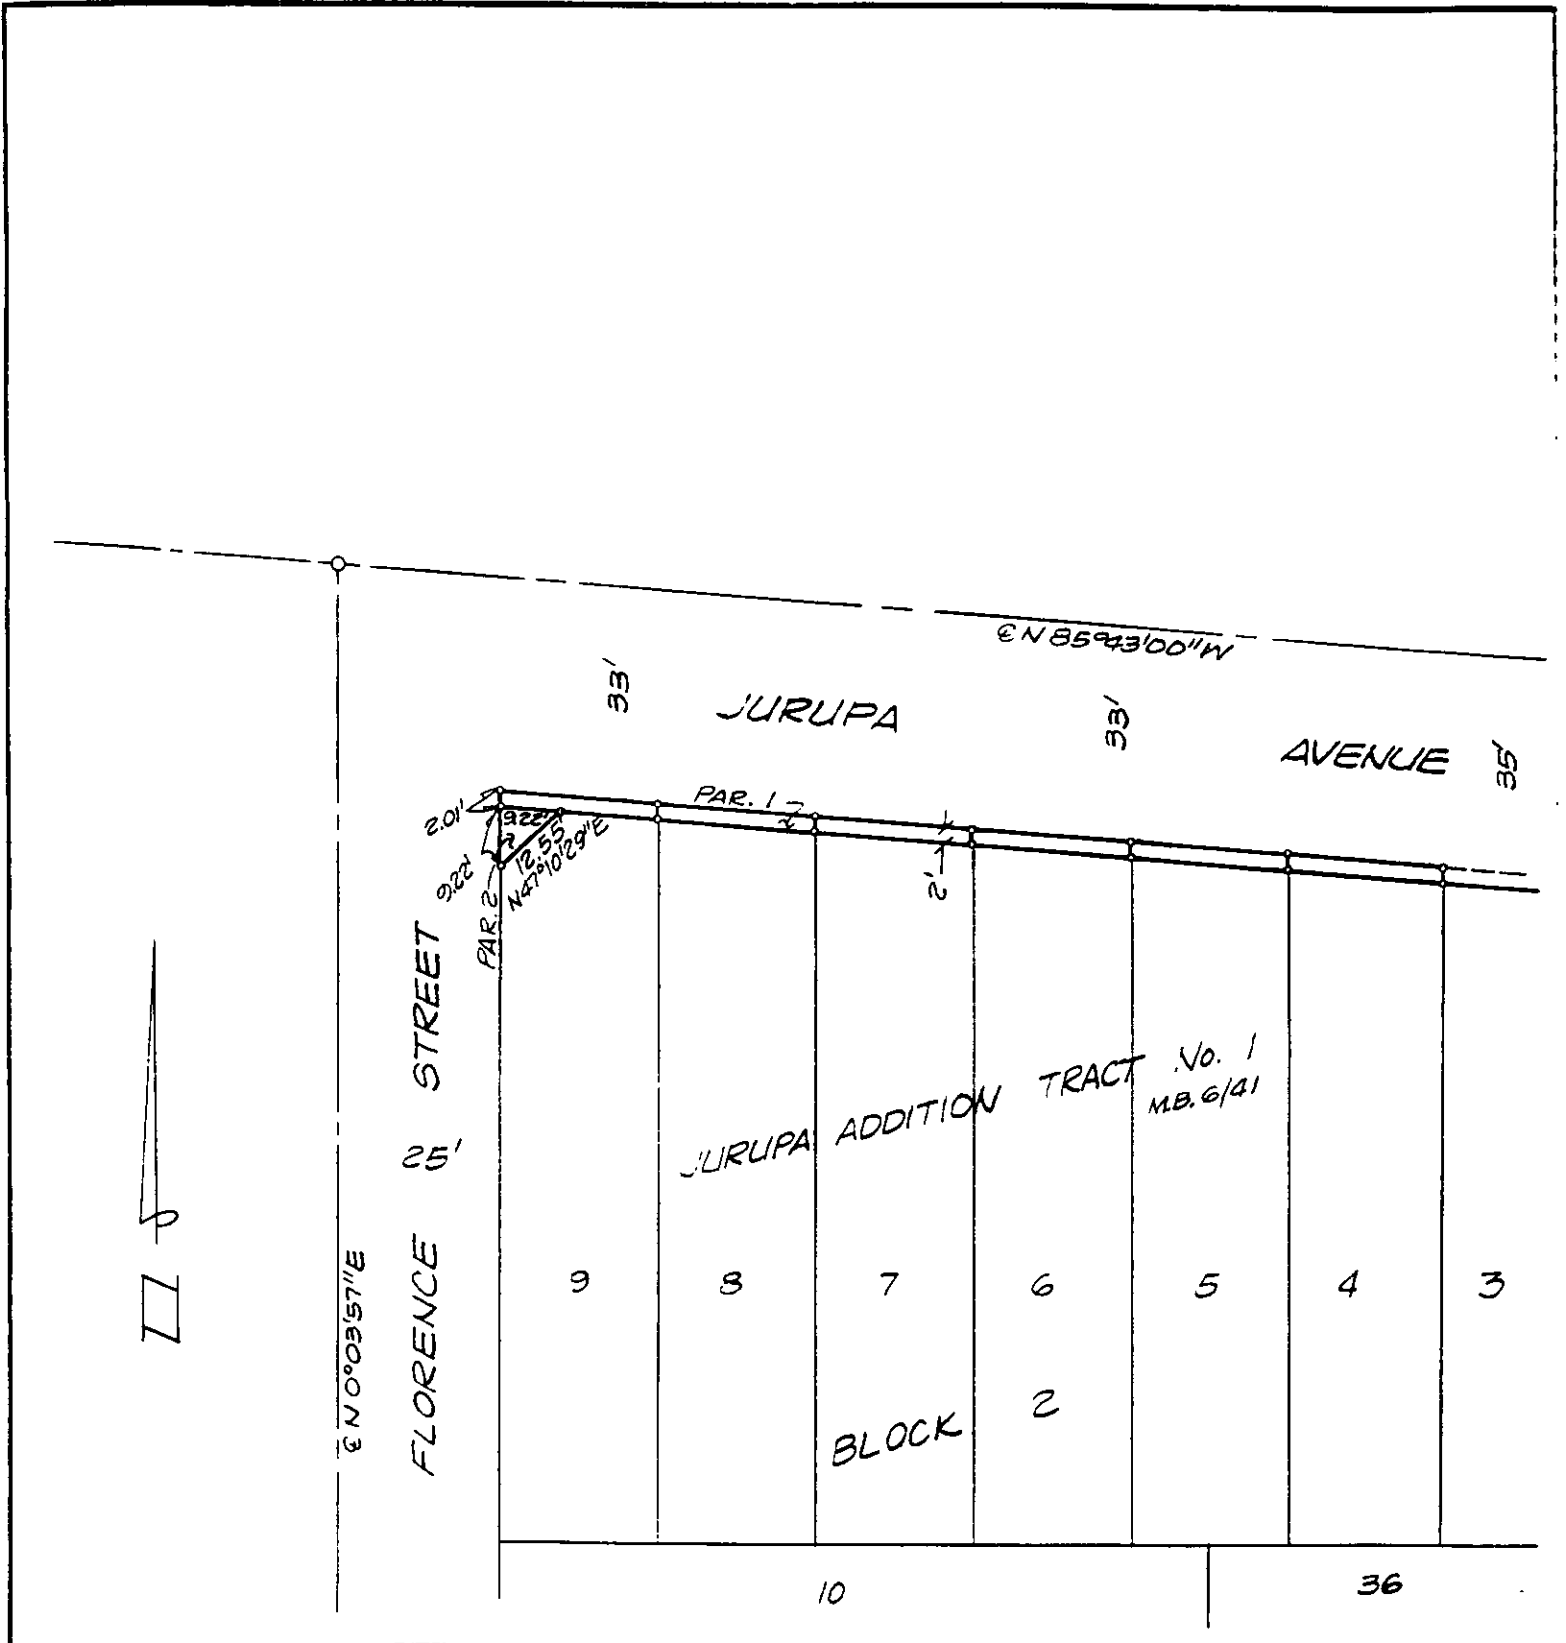 ℄ N 85°43'00" W
33'
JURUPA
33'
AVENUE
35'
PAR. 1
2.01'
9.22'
12.55'
N47°10'29"E
9.22'
2'
PAR. 2
STREET
25'
FLORENCE
℄ N 0°03'57" E
N
JURUPA ADDITION TRACT No. 1
M.B. 6/41
9
8
7
6
5
4
3
BLOCK 2
10
36